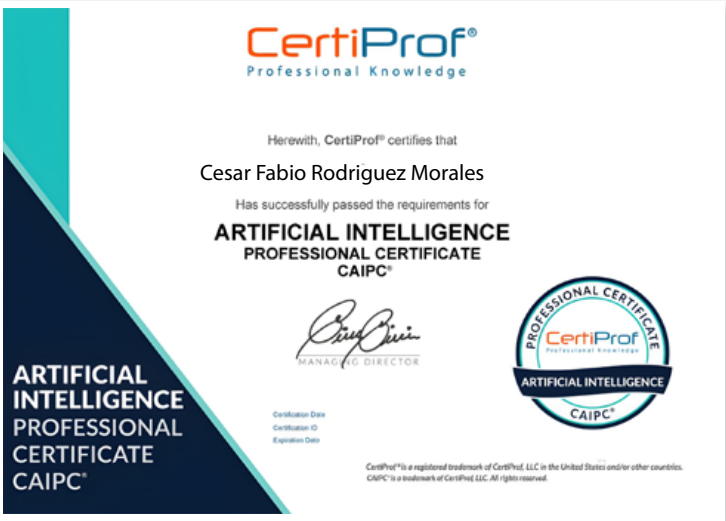 CertiProf®
Professional Knowledge
Herewith, CertiProf® certifies that
Cesar Fabio Rodriguez Morales
Has successfully passed the requirements for
ARTIFICIAL INTELLIGENCE
PROFESSIONAL CERTIFICATE
CAIPC®
MANAGING DIRECTOR
Certification Date
Certification ID
Expiration Date
ARTIFICIAL
INTELLIGENCE
PROFESSIONAL
CERTIFICATE
CAIPC®
PROFESSIONAL CERTIFICATE
CertiProf
Professional Knowledge
ARTIFICIAL INTELLIGENCE
CAIPC®
CertiProf® is a registered trademark of CertiProf, LLC in the United States and/or other countries.
CAIPC® is a trademark of CertiProf, LLC. All rights reserved.